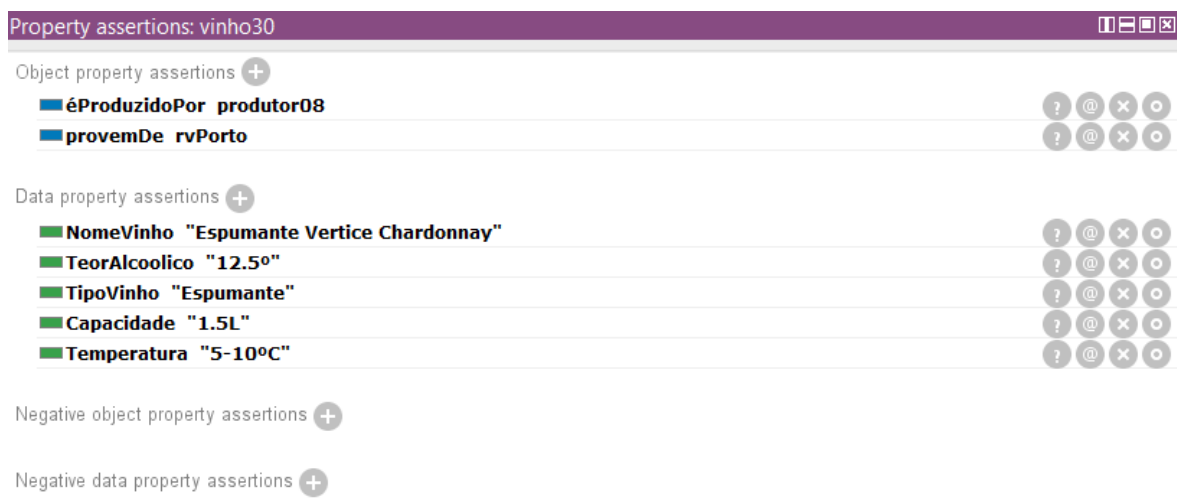 Property assertions: vinho30
Object property assertions
éProduzidoPor produtor08
provemDe rvPorto
Data property assertions
NomeVinho "Espumante Vertice Chardonnay"
TeorAlcoolico "12.5º"
TipoVinho "Espumante"
Capacidade "1.5L"
Temperatura "5-10ºC"
Negative object property assertions
Negative data property assertions